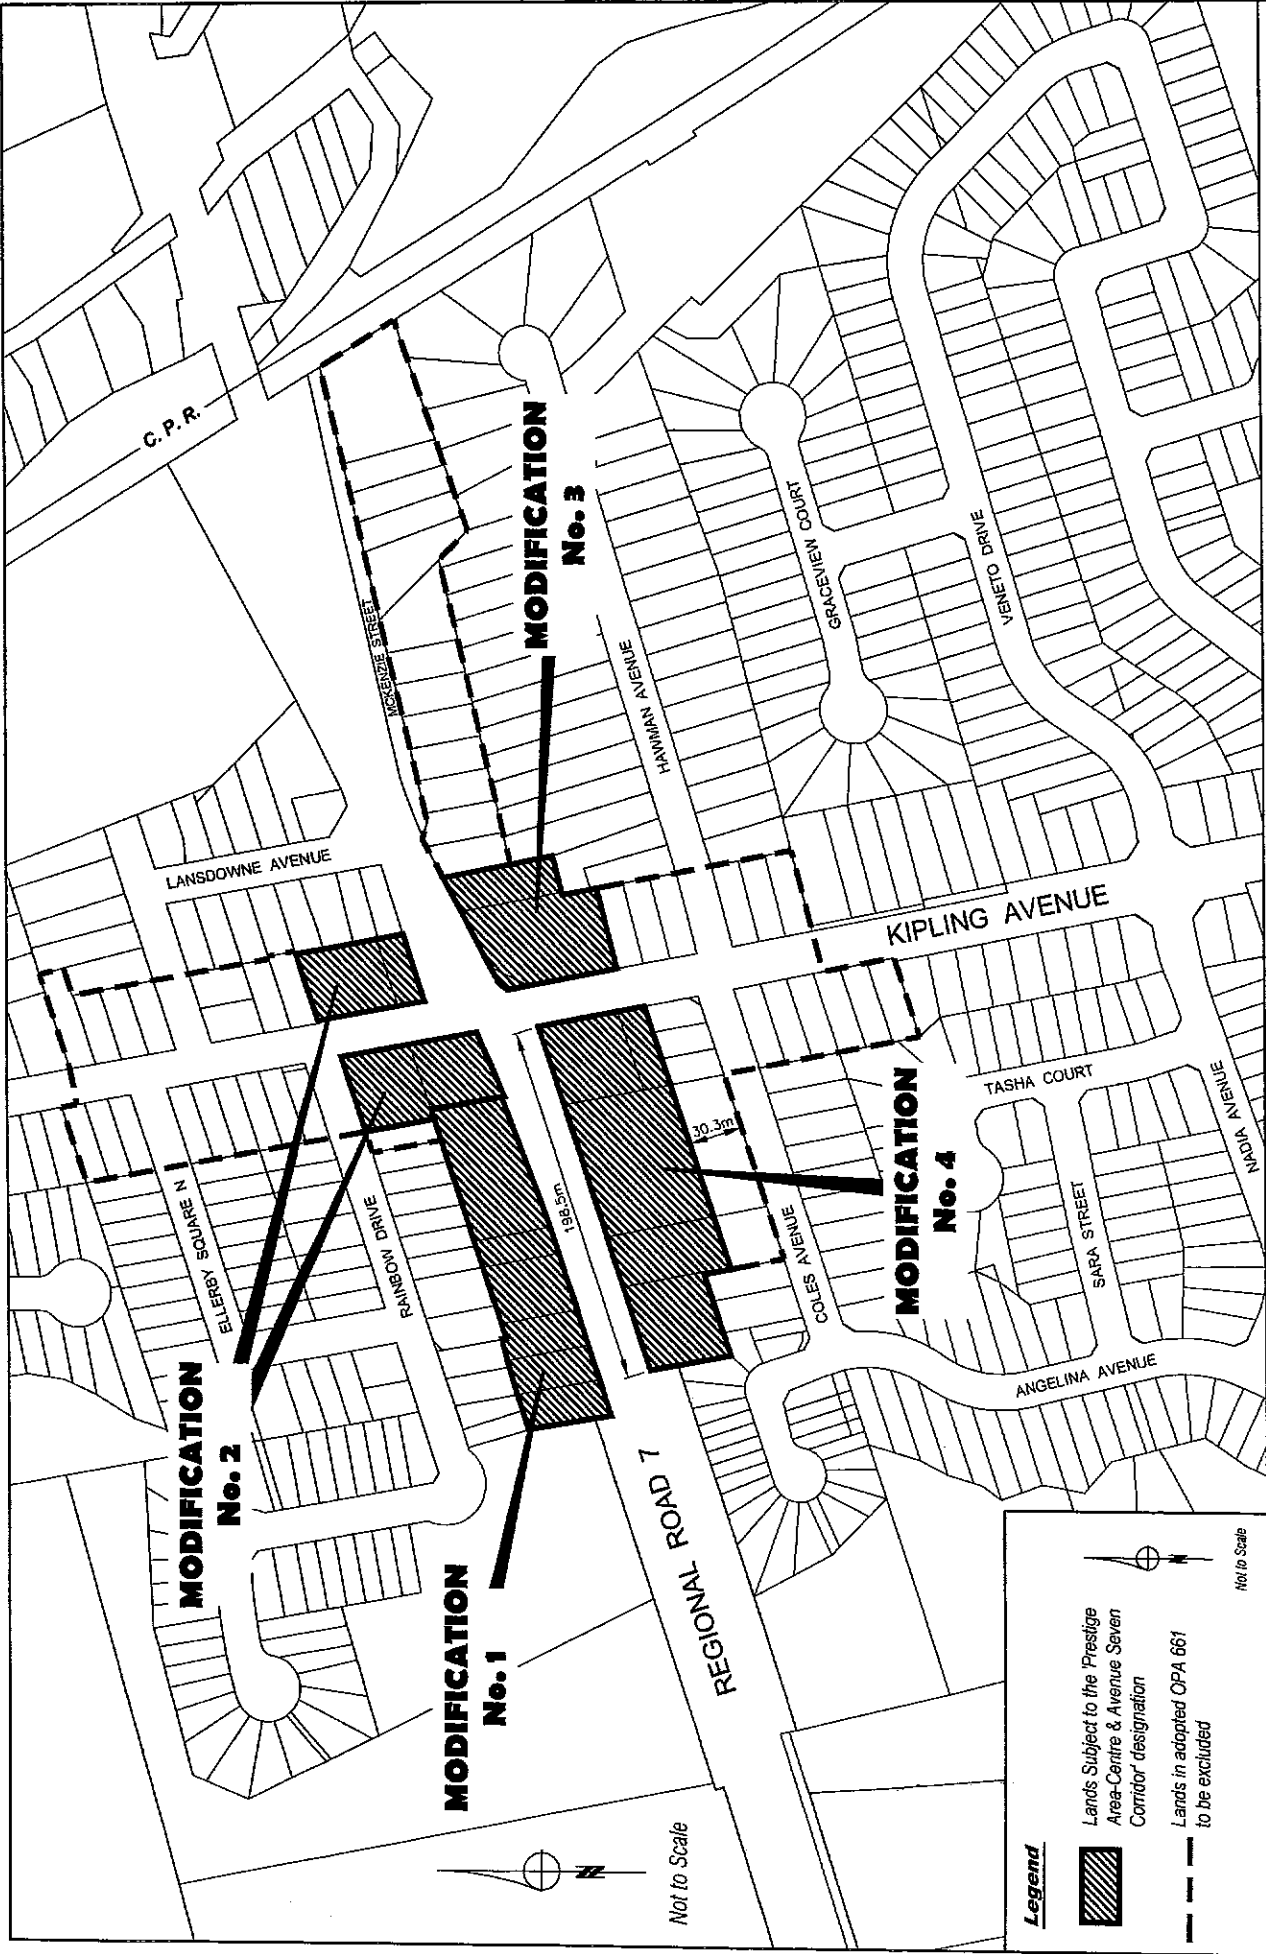 C. P. R.
MCKENZIE STREET
LANSDOWNE AVENUE
MODIFICATION
No. 3
HAWMAN AVENUE
GRACEVIEW COURT
VENETO DRIVE
KIPLING AVENUE
ELLERBY SQUARE N
RAINBOW DRIVE
198.5m
30.3m
COLES AVENUE
TASHA COURT
NADIA AVENUE
SARA STREET
ANGELINA AVENUE
MODIFICATION
No. 4
MODIFICATION
No. 2
MODIFICATION
No. 1
REGIONAL ROAD 7
N
Not to Scale
Legend
Lands Subject to the 'Prestige
Area-Centre & Avenue Seven
Corridor' designation
Lands in adopted OPA 661
to be excluded
N
Not to Scale